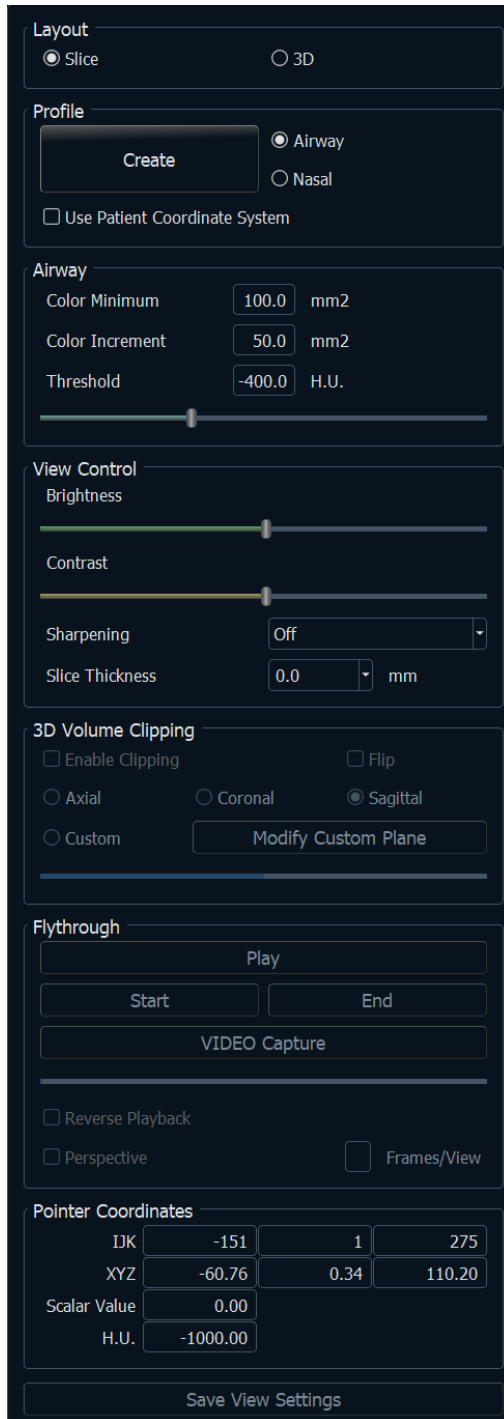 Layout
Slice 3D
Profile
Create
Airway
Nasal
Use Patient Coordinate System
Airway
Color Minimum 100.0 mm2
Color Increment 50.0 mm2
Threshold -400.0 H.U.
View Control
Brightness
Contrast
Sharpening Off
Slice Thickness 0.0 mm
3D Volume Clipping
Enable Clipping Flip
Axial Coronal Sagittal
Custom Modify Custom Plane
Flythrough
Play
Start End
VIDEO Capture
Reverse Playback
Perspective Frames/View
Pointer Coordinates
IJK -151 1 275
XYZ -60.76 0.34 110.20
Scalar Value 0.00
H.U. -1000.00
Save View Settings